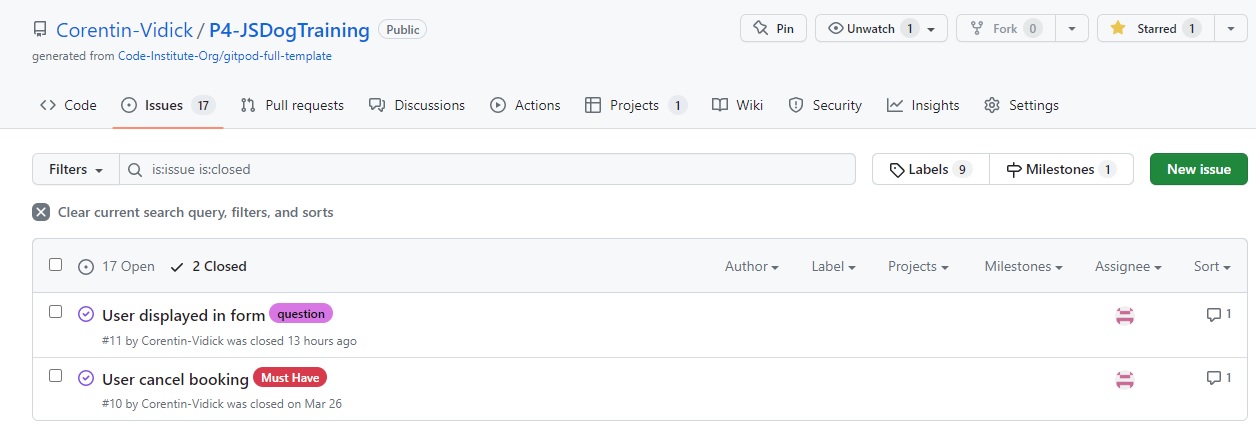 Corentin-Vidick / P4-JSDogTraining Public
Pin
Unwatch 1
Fork 0
Starred 1
generated from Code-Institute-Org/gitpod-full-template
Code
Issues 17
Pull requests
Discussions
Actions
Projects 1
Wiki
Security
Insights
Settings
Filters
is:issue is:closed
Labels 9
Milestones 1
New issue
Clear current search query, filters, and sorts
17 Open
2 Closed
Author
Label
Projects
Milestones
Assignee
Sort
User displayed in form question
1
#11 by Corentin-Vidick was closed 13 hours ago
User cancel booking Must Have
1
#10 by Corentin-Vidick was closed on Mar 26